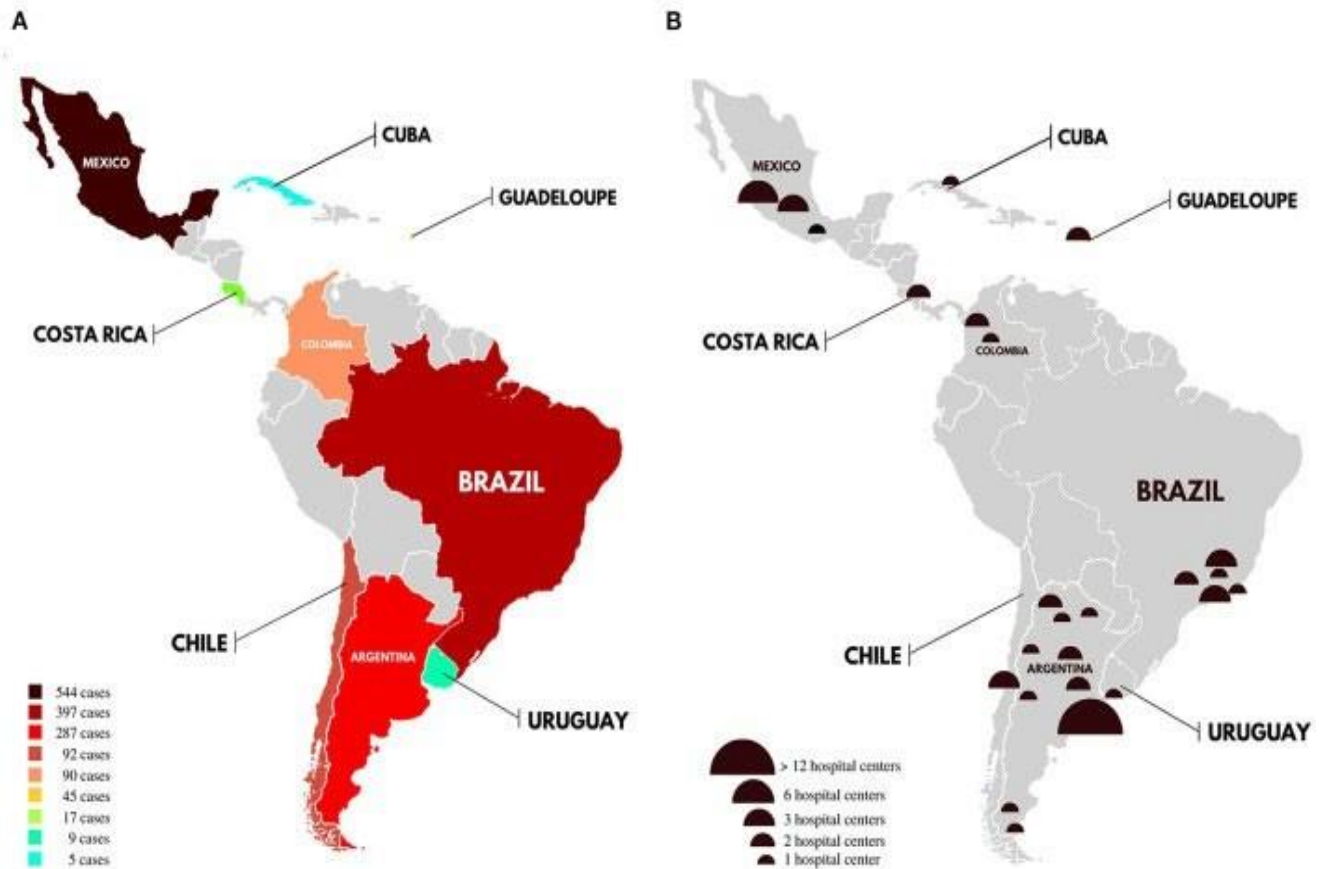 A
CUBA
MEXICO
GUADELOUPE
COSTA RICA
COLOMBIA
BRAZIL
CHILE
ARGENTINA
URUGUAY
544 cases
397 cases
287 cases
92 cases
90 cases
45 cases
17 cases
9 cases
5 cases
B
CUBA
MEXICO
GUADELOUPE
COSTA RICA
COLOMBIA
BRAZIL
CHILE
ARGENTINA
URUGUAY
> 12 hospital centers
6 hospital centers
3 hospital centers
2 hospital centers
1 hospital center